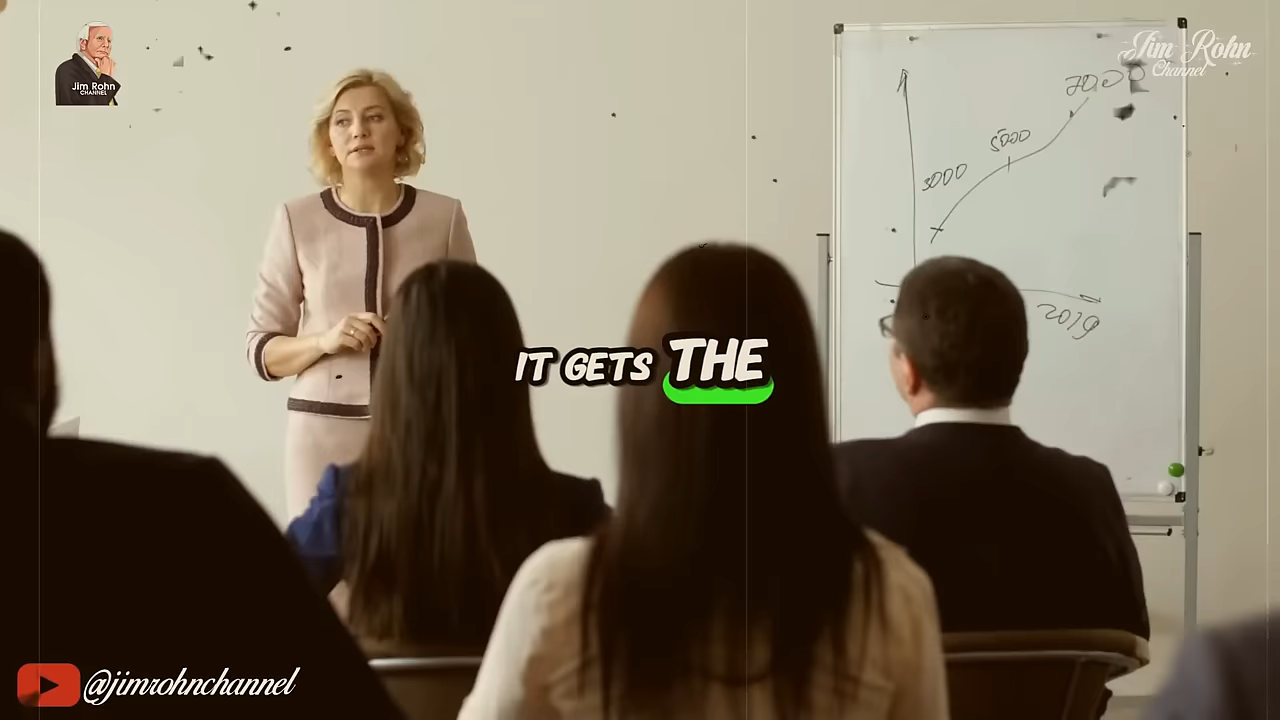 Jim Rohn
CHANNEL
Jim Rohn
Channel
7000
5000
3000
IT GETS THE
2019
@jimrohnchannel